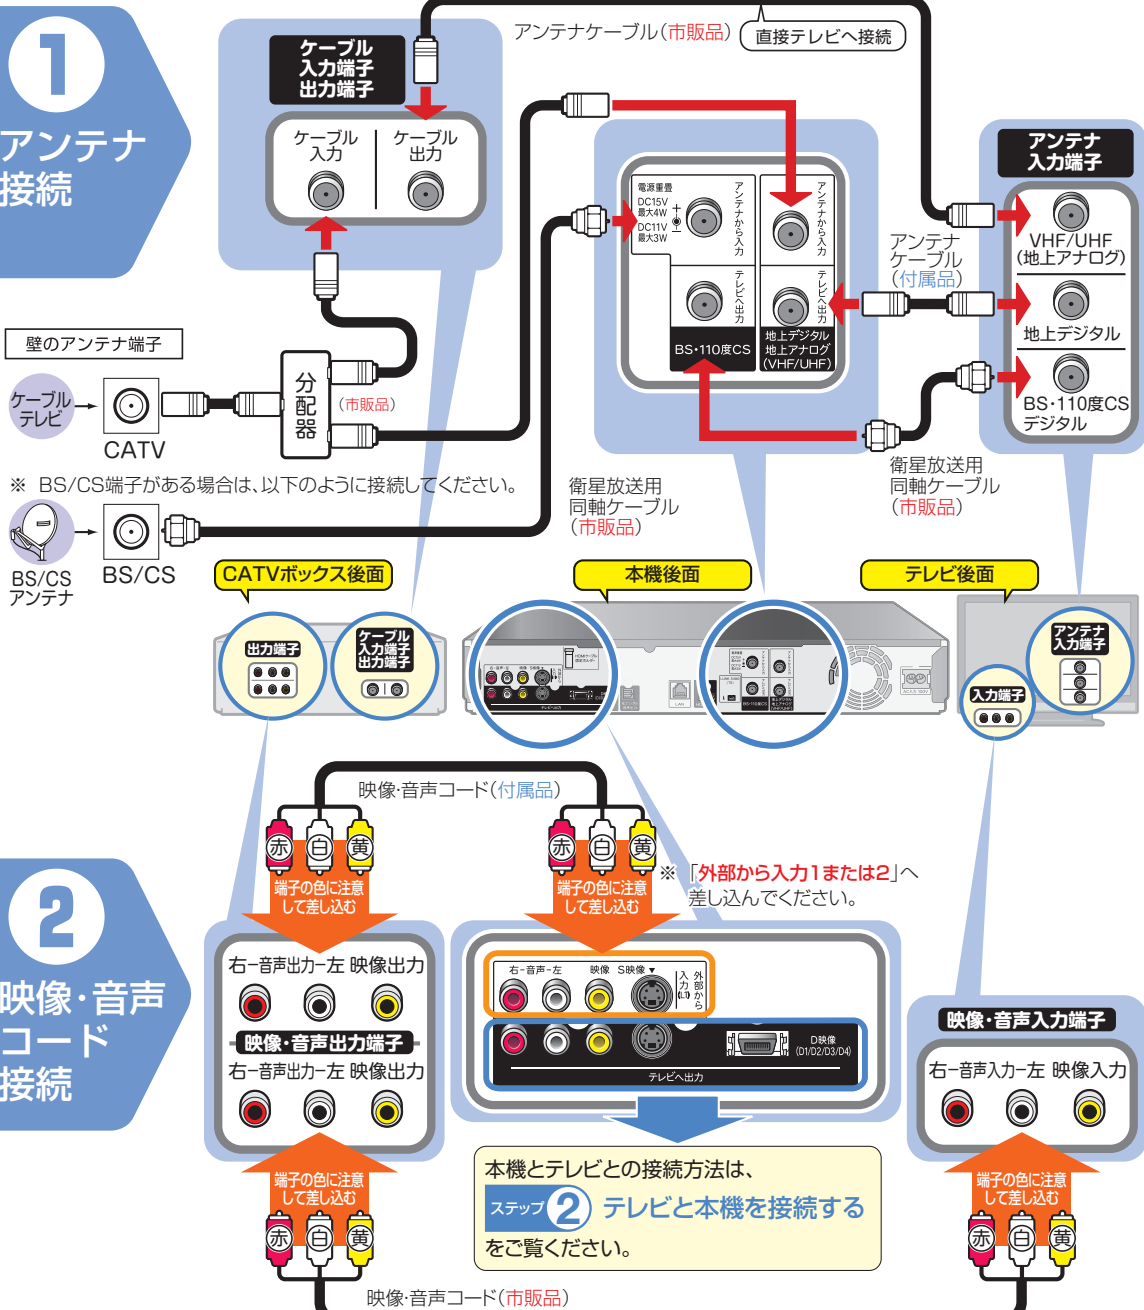 1
アンテナ
接続
ケーブル
入力端子
出力端子
ケーブル
入力
ケーブル
出力
アンテナケーブル(市販品)
直接テレビへ接続
電源重畳
DC15V
最大4W
DC11V
最大3W
アンテナから入力
アンテナから入力
テレビへ出力
テレビへ出力
BS・110度CS
地上デジタル
地上アナログ
(VHF/UHF)
アンテナ
入力端子
VHF/UHF
(地上アナログ)
地上デジタル
BS・110度CS
デジタル
アンテナ
ケーブル
(付属品)
壁のアンテナ端子
ケーブル
テレビ
CATV
分配器
(市販品)
※ BS/CS端子がある場合は、以下のように接続してください。
BS/CS
アンテナ
BS/CS
衛星放送用
同軸ケーブル
(市販品)
衛星放送用
同軸ケーブル
(市販品)
CATVボックス後面
本機後面
テレビ後面
出力端子
ケーブル
入力端子
出力端子
アンテナ
入力端子
入力端子
LAN
テレビへ出力
BS・110度CS
2
映像・音声
コード
接続
映像・音声コード(付属品)
赤 白 黄
端子の色に注意
して差し込む
赤 白 黄
端子の色に注意
して差し込む
※ 「外部から入力1または2」へ
差し込んでください。
右-音声出力-左 映像出力
映像・音声出力端子
右-音声出力-左 映像出力
右-音声-左 映像 S映像▼
外部から
入力(L1)
D映像
(D1/D2/D3/D4)
テレビへ出力
映像・音声入力端子
右-音声入力-左 映像入力
端子の色に注意
して差し込む
赤 白 黄
本機とテレビとの接続方法は、
ステップ2 テレビと本機を接続する
をご覧ください。
端子の色に注意
して差し込む
赤 白 黄
映像・音声コード(市販品)